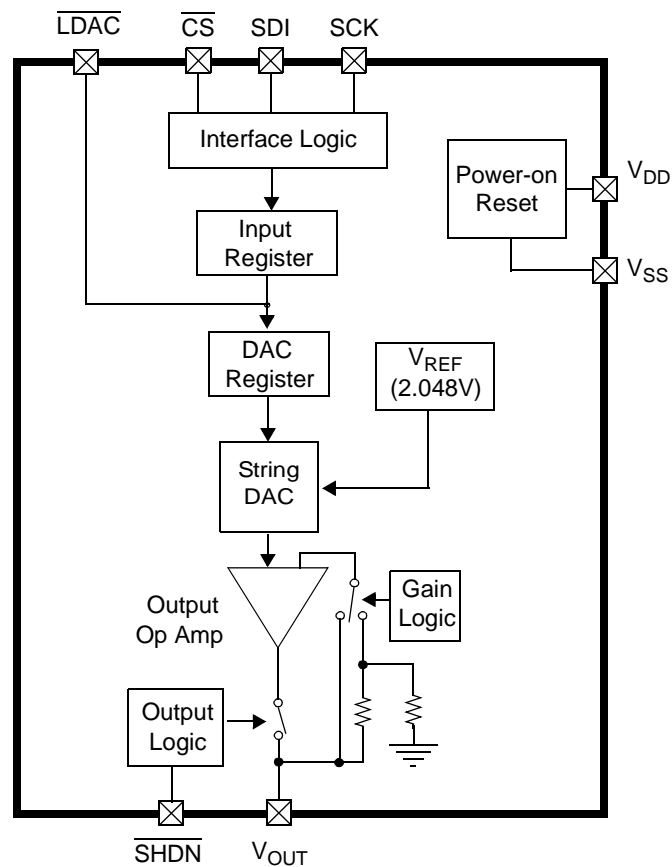 LDAC CS SDI SCK
Interface Logic
Power-on
Reset
VDD
Input
Register
VSS
DAC
Register
VREF
(2.048V)
String
DAC
Output
Op Amp
Gain
Logic
Output
Logic
SHDN VOUT